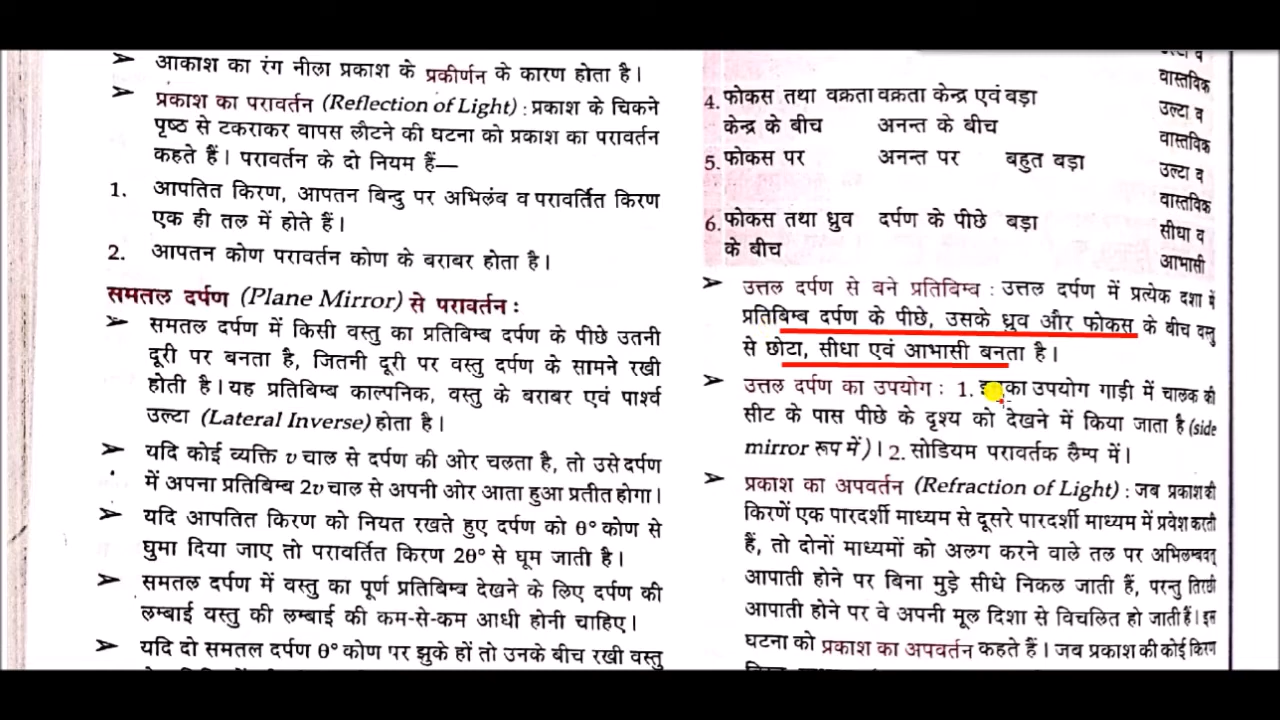 आकाश का रंग नीला प्रकाश के प्रकीर्णन के कारण होता है।
प्रकाश का परावर्तन (Reflection of Light) : प्रकाश के चिकने
पृष्ठ से टकराकर वापस लौटने की घटना को प्रकाश का परावर्तन
कहते हैं। परावर्तन के दो नियम हैं—
1. आपतित किरण, आपतन बिन्दु पर अभिलंब व परावर्तित किरण
एक ही तल में होते हैं।
2. आपतन कोण परावर्तन कोण के बराबर होता है।
समतल दर्पण (Plane Mirror) से परावर्तन :
समतल दर्पण में किसी वस्तु का प्रतिबिम्ब दर्पण के पीछे उतनी
दूरी पर बनता है, जितनी दूरी पर वस्तु दर्पण के सामने रखी
होती है। यह प्रतिबिम्ब काल्पनिक, वस्तु के बराबर एवं पार्श्व
उल्टा (Lateral Inverse) होता है।
यदि कोई व्यक्ति v चाल से दर्पण की ओर चलता है, तो उसे दर्पण
में अपना प्रतिबिम्ब 2v चाल से अपनी ओर आता हुआ प्रतीत होगा।
यदि आपतित किरण को नियत रखते हुए दर्पण को θ° कोण से
घुमा दिया जाए तो परावर्तित किरण 2θ° से घूम जाती है।
समतल दर्पण में वस्तु का पूर्ण प्रतिबिम्ब देखने के लिए दर्पण की
लम्बाई वस्तु की लम्बाई की कम-से-कम आधी होनी चाहिए।
यदि दो समतल दर्पण θ° कोण पर झुके हों तो उनके बीच रखी वस्तु
वास्तविक
4. फोकस तथा वक्रता वक्रता केन्द्र एवं बड़ा उल्टा व
केन्द्र के बीच अनन्त के बीच वास्तविक
5. फोकस पर अनन्त पर बहुत बड़ा उल्टा व
वास्तविक
6. फोकस तथा ध्रुव दर्पण के पीछे बड़ा सीधा व
के बीच आभासी
उत्तल दर्पण से बने प्रतिबिम्ब : उत्तल दर्पण में प्रत्येक दशा में
प्रतिबिम्ब दर्पण के पीछे, उसके ध्रुव और फोकस के बीच वस्तु
से छोटा, सीधा एवं आभासी बनता है।
उत्तल दर्पण का उपयोग : 1. इसका उपयोग गाड़ी में चालक की
सीट के पास पीछे के दृश्य को देखने में किया जाता है (side
mirror रूप में)। 2. सोडियम परावर्तक लैम्प में।
प्रकाश का अपवर्तन (Refraction of Light) : जब प्रकाश की
किरणें एक पारदर्शी माध्यम से दूसरे पारदर्शी माध्यम में प्रवेश करती
हैं, तो दोनों माध्यमों को अलग करने वाले तल पर अभिलम्बवत्
आपाती होने पर बिना मुड़े सीधे निकल जाती हैं, परन्तु तिरछी
आपाती होने पर वे अपनी मूल दिशा से विचलित हो जाती हैं। इस
घटना को प्रकाश का अपवर्तन कहते हैं। जब प्रकाश की कोई किरण